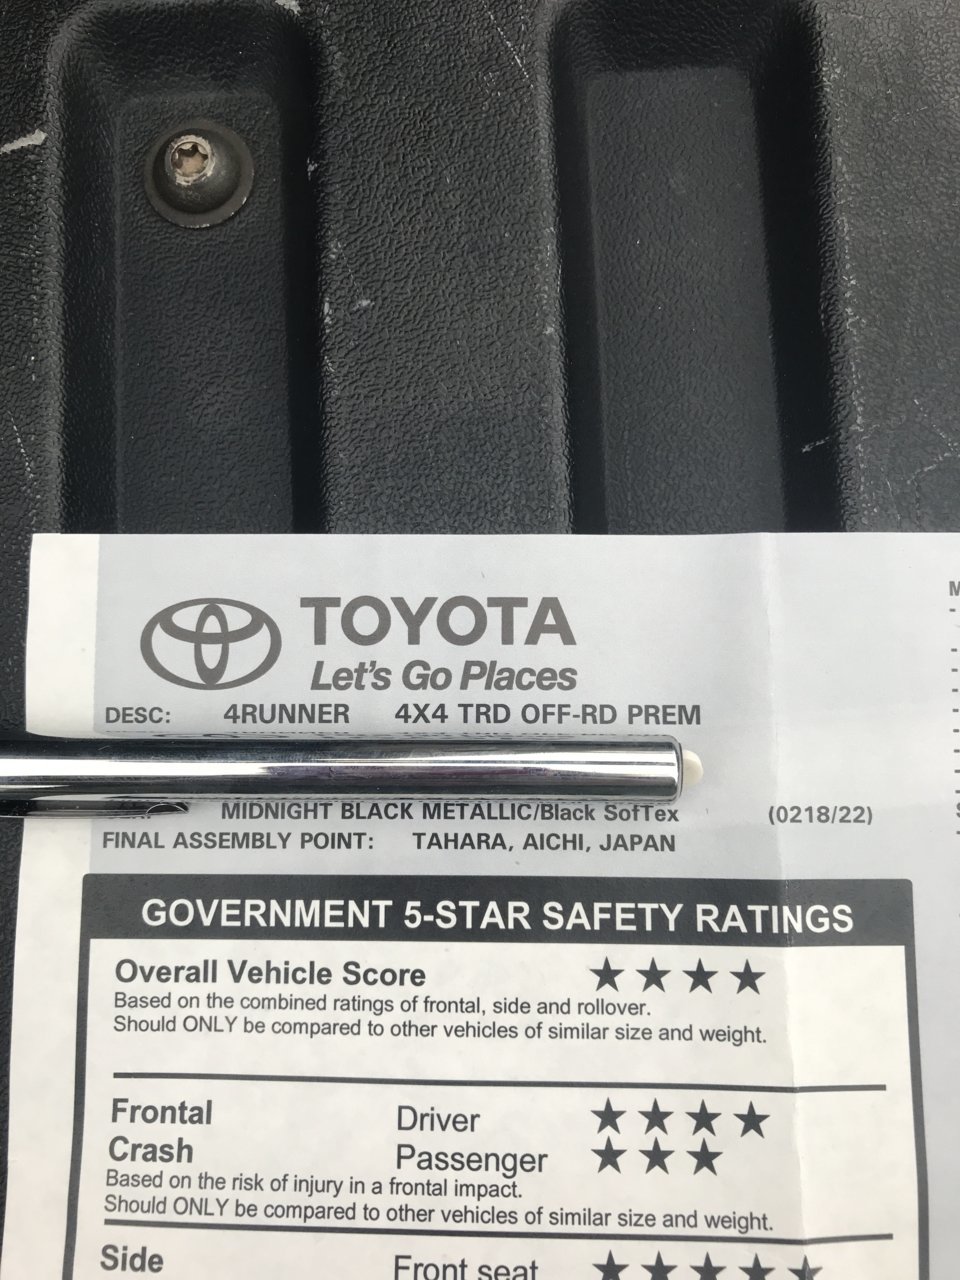 TOYOTA
Let's Go Places
DESC: 4RUNNER 4X4 TRD OFF-RD PREM
MIDNIGHT BLACK METALLIC/Black SofTex (0218/22)
FINAL ASSEMBLY POINT: TAHARA, AICHI, JAPAN
GOVERNMENT 5-STAR SAFETY RATINGS
Overall Vehicle Score ★★★★
Based on the combined ratings of frontal, side and rollover.
Should ONLY be compared to other vehicles of similar size and weight.
Frontal Driver ★★★★
Crash Passenger ★★★
Based on the risk of injury in a frontal impact.
Should ONLY be compared to other vehicles of similar size and weight.
Side Front seat ★★★★★